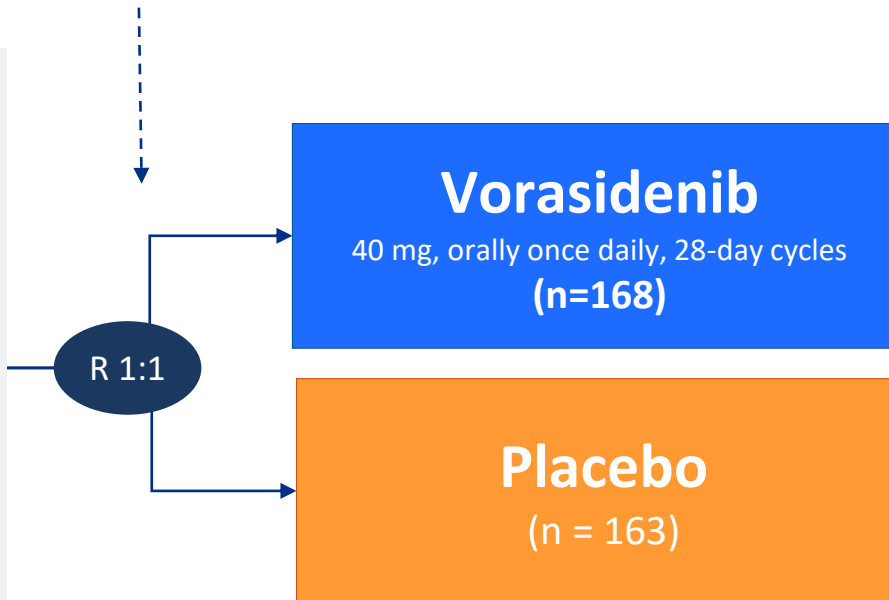 Vorasidenib
40 mg, orally once daily, 28-day cycles
(n=168)
R 1:1
Placebo
(n = 163)